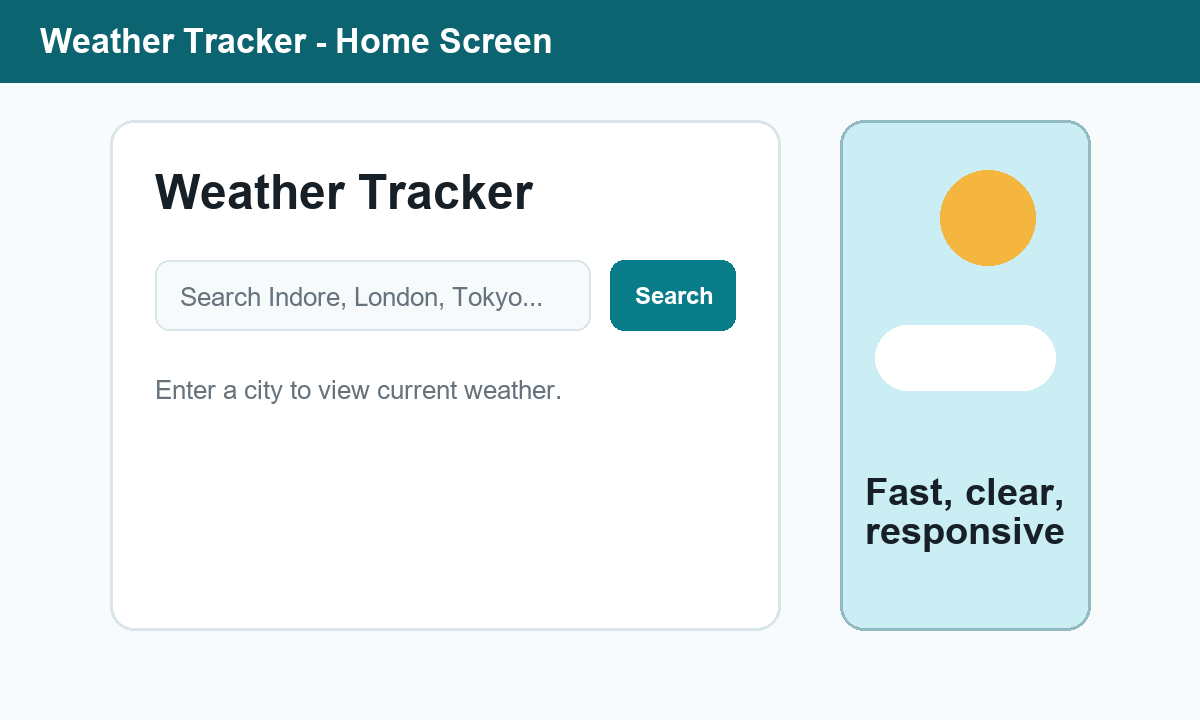 Weather Tracker - Home Screen
Weather Tracker
Search Indore, London, Tokyo...
Search
Enter a city to view current weather.
Fast, clear,
responsive